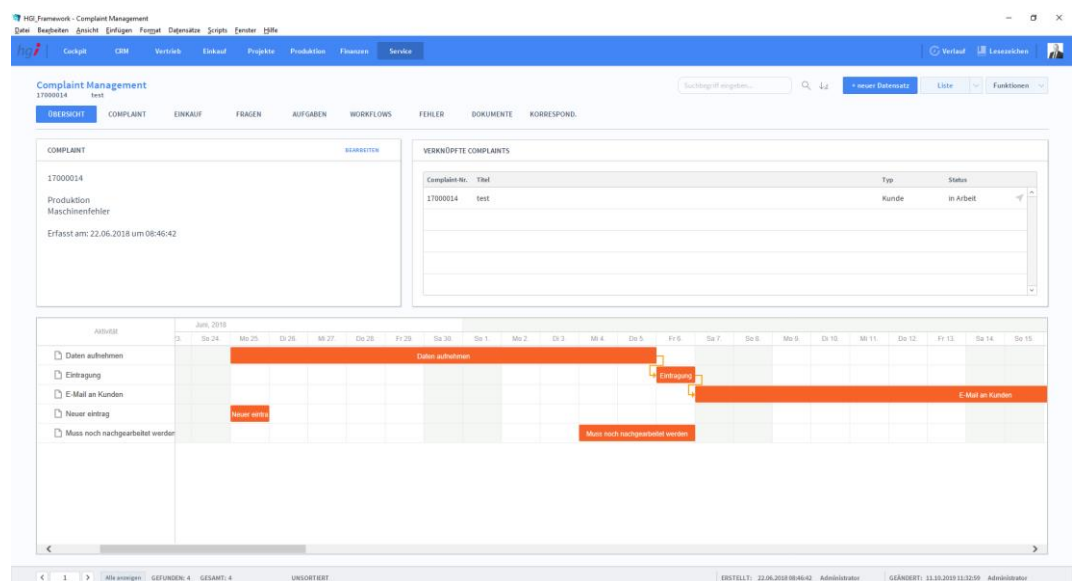 HGI_Framework - Complaint Management
Datei Bearbeiten Ansicht Einfügen Format Datensätze Scripts Fenster Hilfe
hgi Cockpit CRM Vertrieb Einkauf Projekte Produktion Finanzen Service Verlauf Lesezeichen
Complaint Management
17000014 test
Suchbegriff eingeben... + neuer Datensatz Liste Funktionen
ÜBERSICHT COMPLAINT EINKAUF FRAGEN AUFGABEN WORKFLOWS FEHLER DOKUMENTE KORRESPOND.
COMPLAINT BEARBEITEN
17000014
Produktion
Maschinenfehler
Erfasst am: 22.06.2018 um 08:46:42
VERKNÜPFTE COMPLAINTS
Complaint-Nr. Titel Typ Status
17000014 test Kunde in Arbeit
Aktivität
Juni, 2018
3. So 24. Mo 25. Di 26. Mi 27. Do 28. Fr 29. Sa 30. So 1. Mo 2. Di 3. Mi 4. Do 5. Fr 6. Sa 7. So 8. Mo 9. Di 10. Mi 11. Do 12. Fr 13. Sa 14. So 15.
Daten aufnehmen Daten aufnehmen
Eintragung Eintragung
E-Mail an Kunden E-Mail an Kunden
Neuer eintrag Neuer eintra
Muss noch nachgearbeitet werden Muss noch nachgearbeitet werden
1 Alle anzeigen GEFUNDEN: 4 GESAMT: 4 UNSORTIERT ERSTELLT: 22.06.2018 08:46:42 Administrator GEÄNDERT: 11.10.2019 11:32:59 Administrator